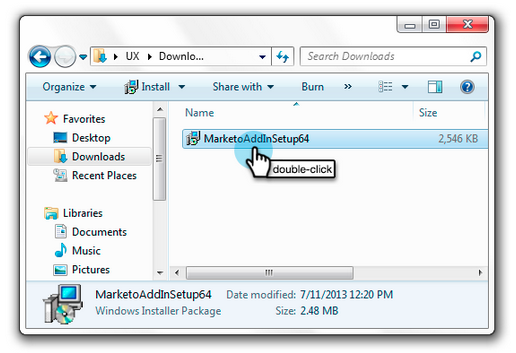 UX Downlo...
Search Downloads
Organize Install Share with Burn »
Name Size
Favorites
Desktop
Downloads
Recent Places
Libraries
Documents
Music
Pictures
MarketoAddInSetup64 2,546 KB
double-click
MarketoAddInSetup64 Date modified: 7/11/2013 12:20 PM
Windows Installer Package Size: 2.48 MB